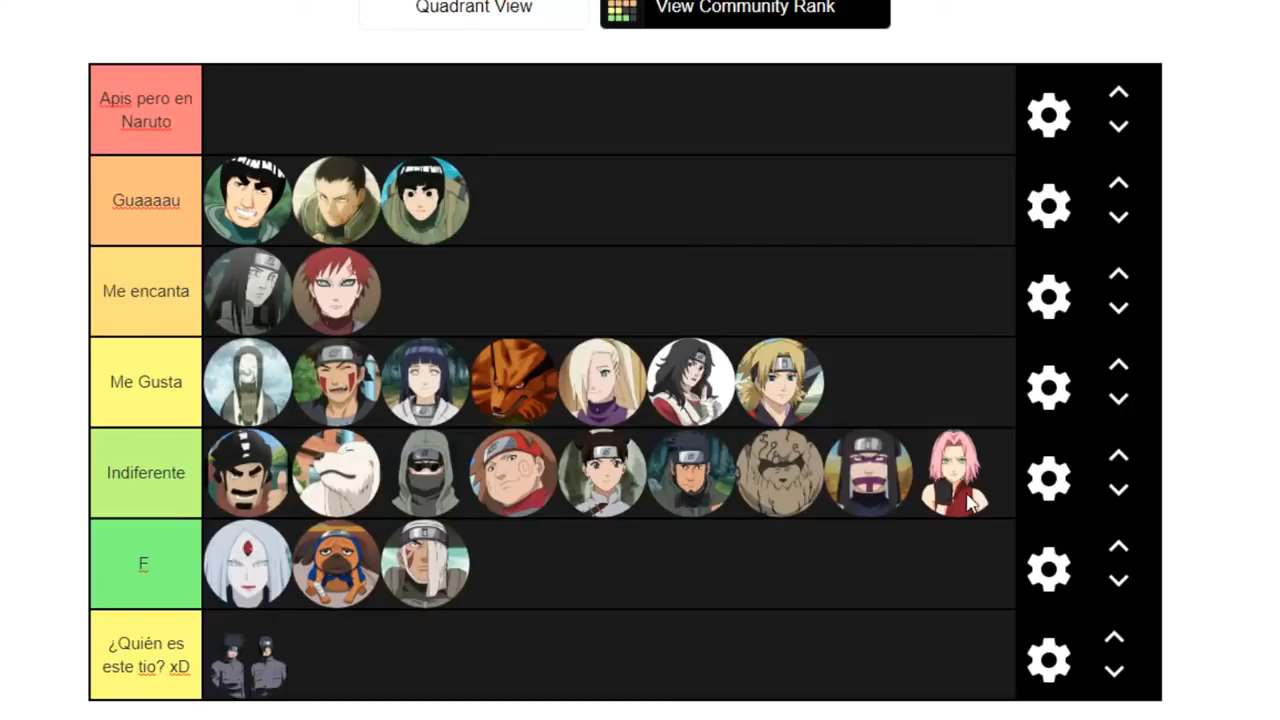 Quadrant View
View Community Rank
Apis pero en
Naruto
Guaaaau
Me encanta
Me Gusta
Indiferente
F
¿Quién es
este tio? xD